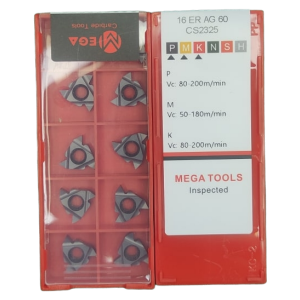 MEGA
Carbide Tools
16 ER AG 60
CS2325
P M K N S H
P
Vc: 80-200m/min
M
Vc: 50-180m/min
K
Vc: 80-200m/min
MEGA TOOLS
Inspected